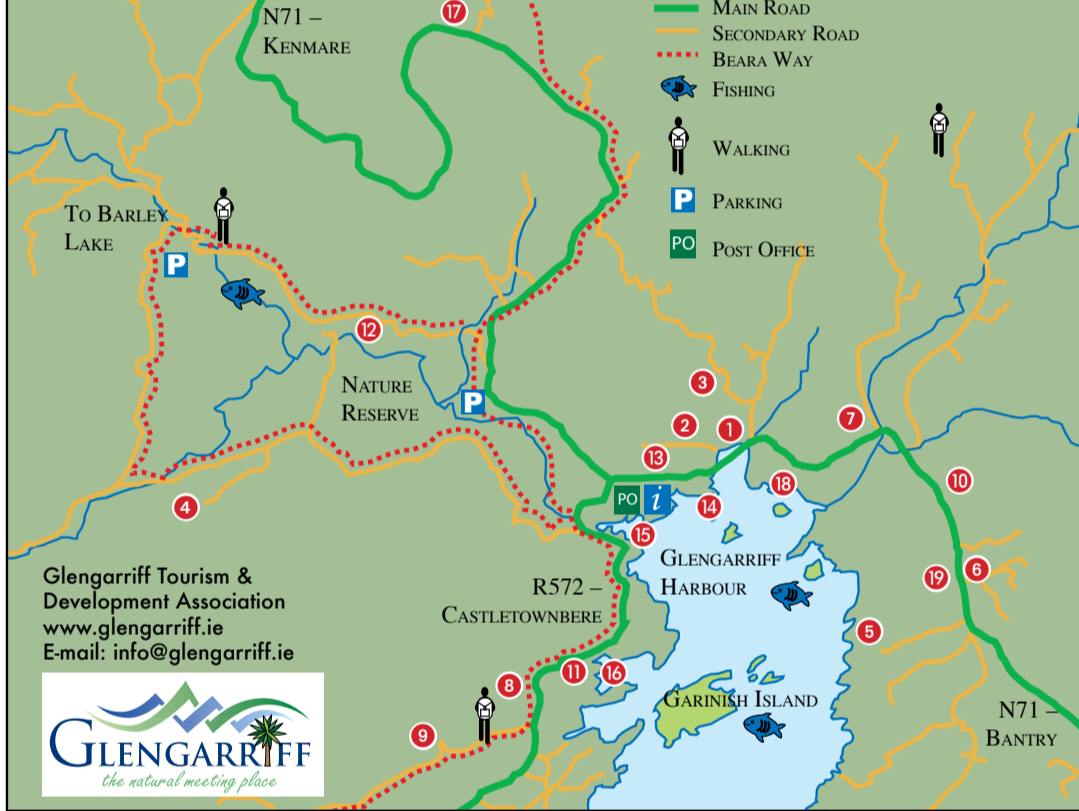 N71 –
KENMARE
17
MAIN ROAD
SECONDARY ROAD
BEARA WAY
FISHING
WALKING
P
PARKING
PO
POST OFFICE
TO BARLEY
LAKE
P
12
NATURE
RESERVE
P
3
2
1
7
13
4
PO i
14
18
10
15
GLENGARRIFF
HARBOUR
6
19
5
R572 –
CASTLETOWNBERE
11
16
8
9
GARINISH ISLAND
N71 –
BANTRY
Glengarriff Tourism &
Development Association
www.glengarriff.ie
E-mail: info@glengarriff.ie
GLENGARRIFF
the natural meeting place